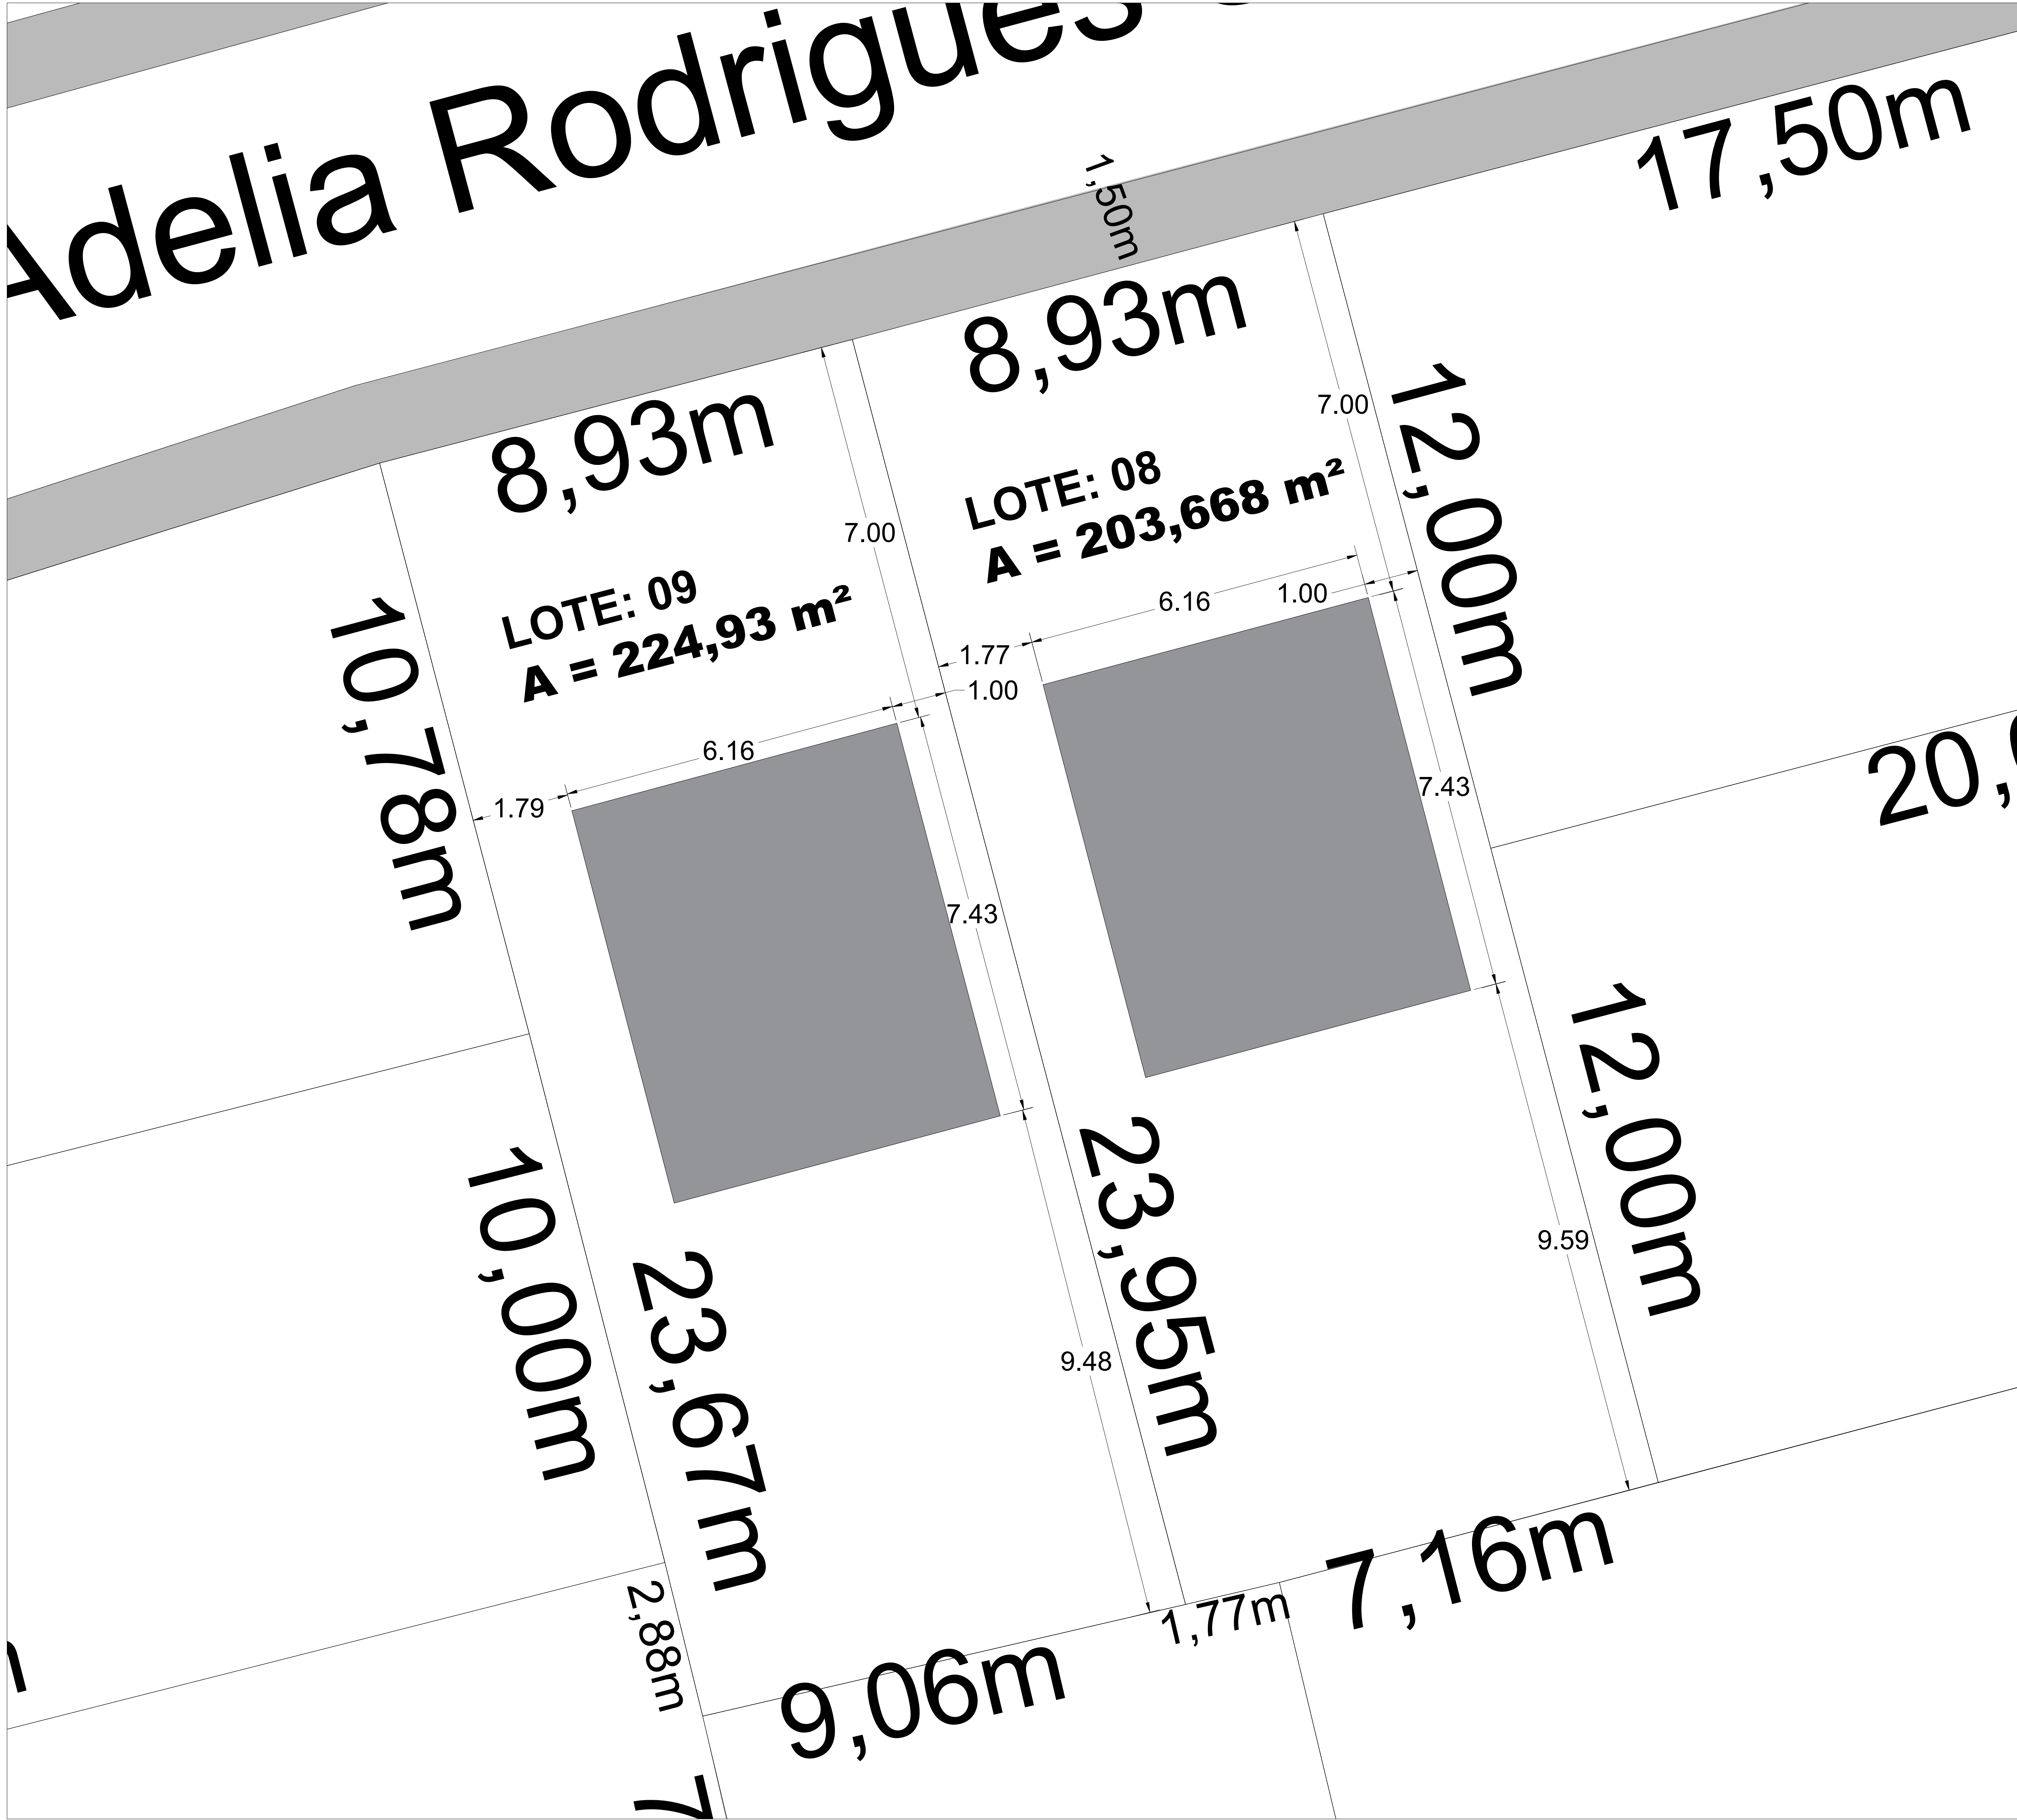 Adelia Rodrigues
17,50m
1,50m
8,93m
8,93m
7.00
12,00m
LOTE: 08
A = 203,668 m²
7.00
LOTE: 09
A = 224,93 m²
10,78m
6.16
1.00
1.77
1.00
6.16
1.79
7.43
20,
7.43
12,00m
10,00m
23,95m
9.59
23,67m
9.48
7,16m
1,77m
2,88m
9,06m
7